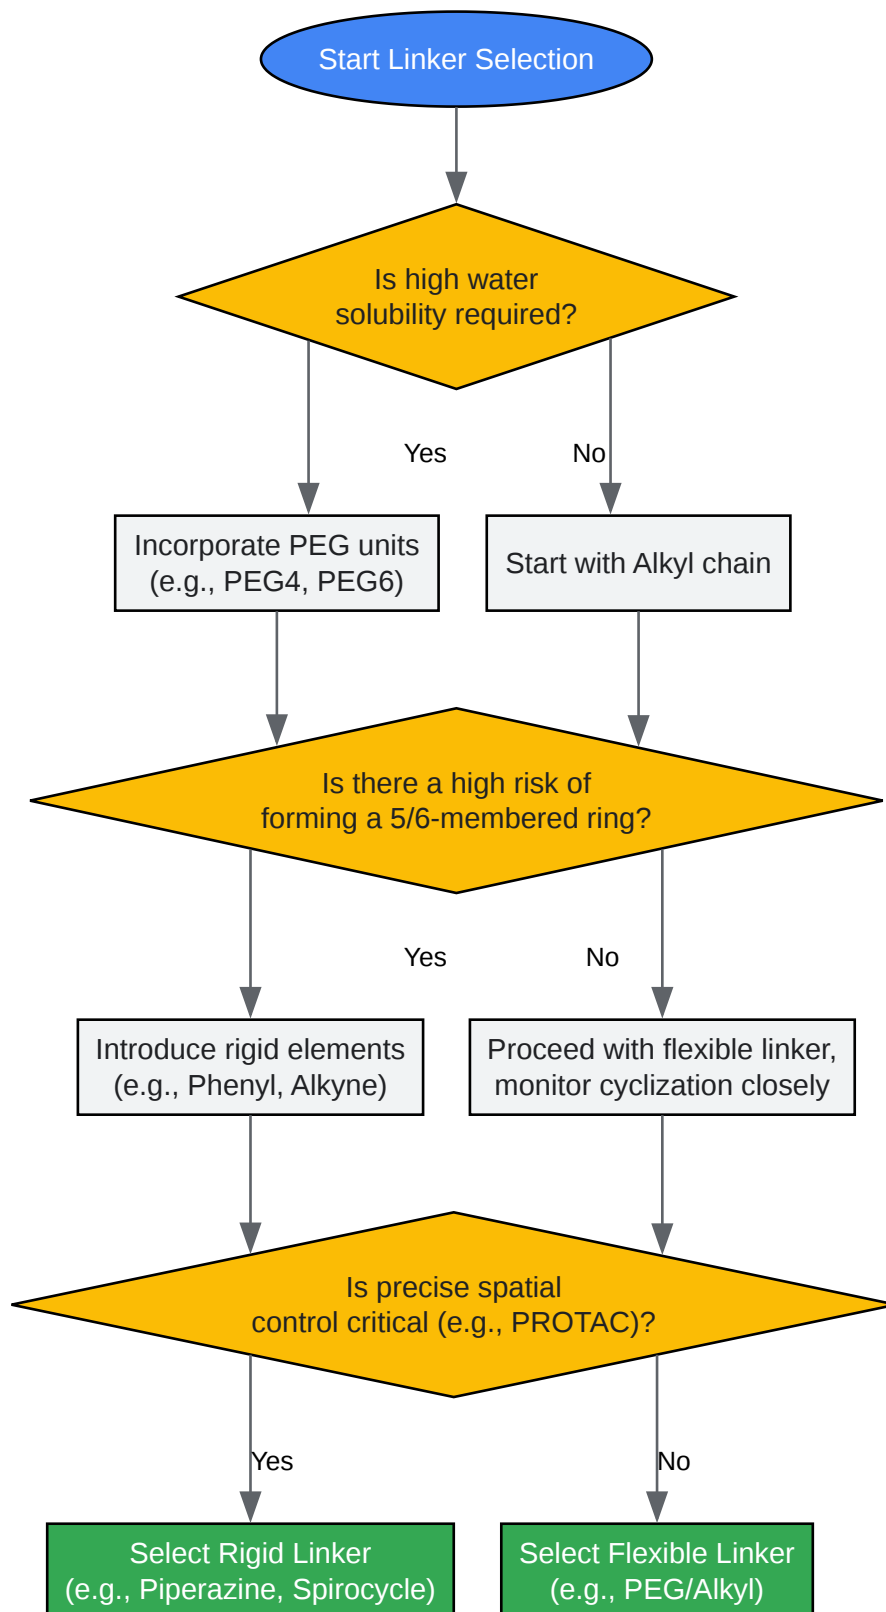 Start Linker Selection
Is high water
solubility required?
Yes
No
Incorporate PEG units
(e.g., PEG4, PEG6)
Start with Alkyl chain
Is there a high risk of
forming a 5/6-membered ring?
Yes
No
Introduce rigid elements
(e.g., Phenyl, Alkyne)
Proceed with flexible linker,
monitor cyclization closely
Is precise spatial
control critical (e.g., PROTAC)?
Yes
No
Select Rigid Linker
(e.g., Piperazine, Spirocycle)
Select Flexible Linker
(e.g., PEG/Alkyl)